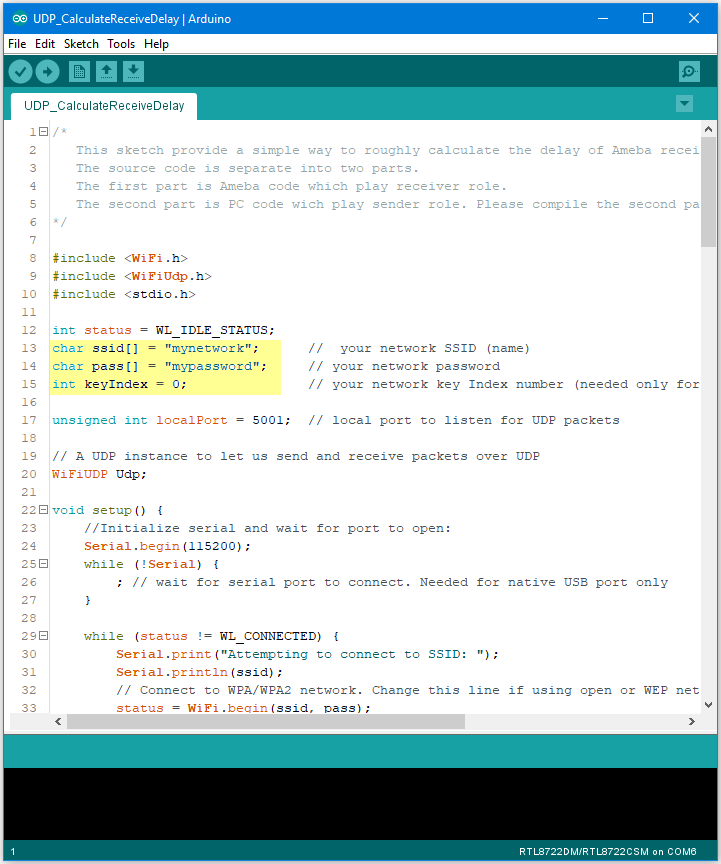 UDP_CalculateReceiveDelay | Arduino
File Edit Sketch Tools Help
UDP_CalculateReceiveDelay
1 /*
2    This sketch provide a simple way to roughly calculate the delay of Ameba recei
3    The source code is separate into two parts.
4    The first part is Ameba code which play receiver role.
5    The second part is PC code wich play sender role. Please compile the second pa
6 */
7
8 #include <WiFi.h>
9 #include <WiFiUdp.h>
10 #include <stdio.h>
11
12 int status = WL_IDLE_STATUS;
13 char ssid[] = "mynetwork";      //  your network SSID (name)
14 char pass[] = "mypassword";     // your network password
15 int keyIndex = 0;               // your network key Index number (needed only for
16
17 unsigned int localPort = 5001;  // local port to listen for UDP packets
18
19 // A UDP instance to let us send and receive packets over UDP
20 WiFiUDP Udp;
21
22 void setup() {
23     //Initialize serial and wait for port to open:
24     Serial.begin(115200);
25     while (!Serial) {
26         ; // wait for serial port to connect. Needed for native USB port only
27     }
28
29     while (status != WL_CONNECTED) {
30         Serial.print("Attempting to connect to SSID: ");
31         Serial.println(ssid);
32         // Connect to WPA/WPA2 network. Change this line if using open or WEP net
33         status = WiFi.begin(ssid, pass);
1 RTL8722DM/RTL8722CSM on COM6